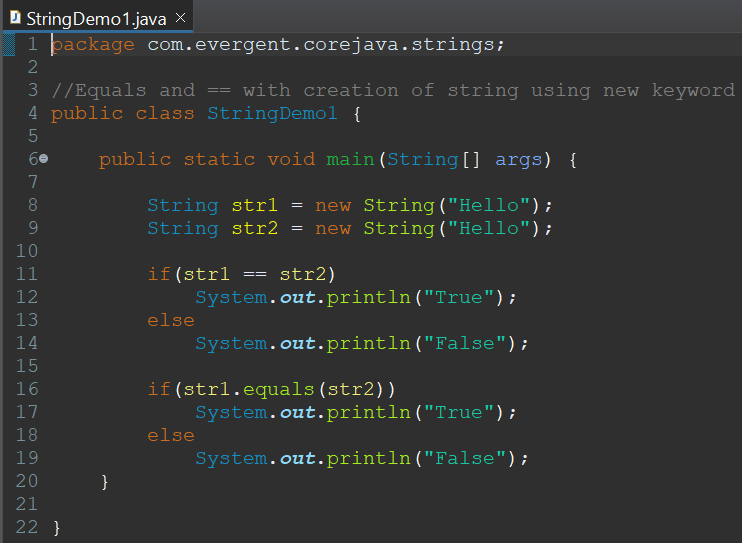 StringDemo1.java ×
1 package com.evergent.corejava.strings;
2
3 //Equals and == with creation of string using new keyword
4 public class StringDemo1 {
5
6 public static void main(String[] args) {
7
8 String str1 = new String("Hello");
9 String str2 = new String("Hello");
10
11 if(str1 == str2)
12 System.out.println("True");
13 else
14 System.out.println("False");
15
16 if(str1.equals(str2))
17 System.out.println("True");
18 else
19 System.out.println("False");
20 }
21
22 }